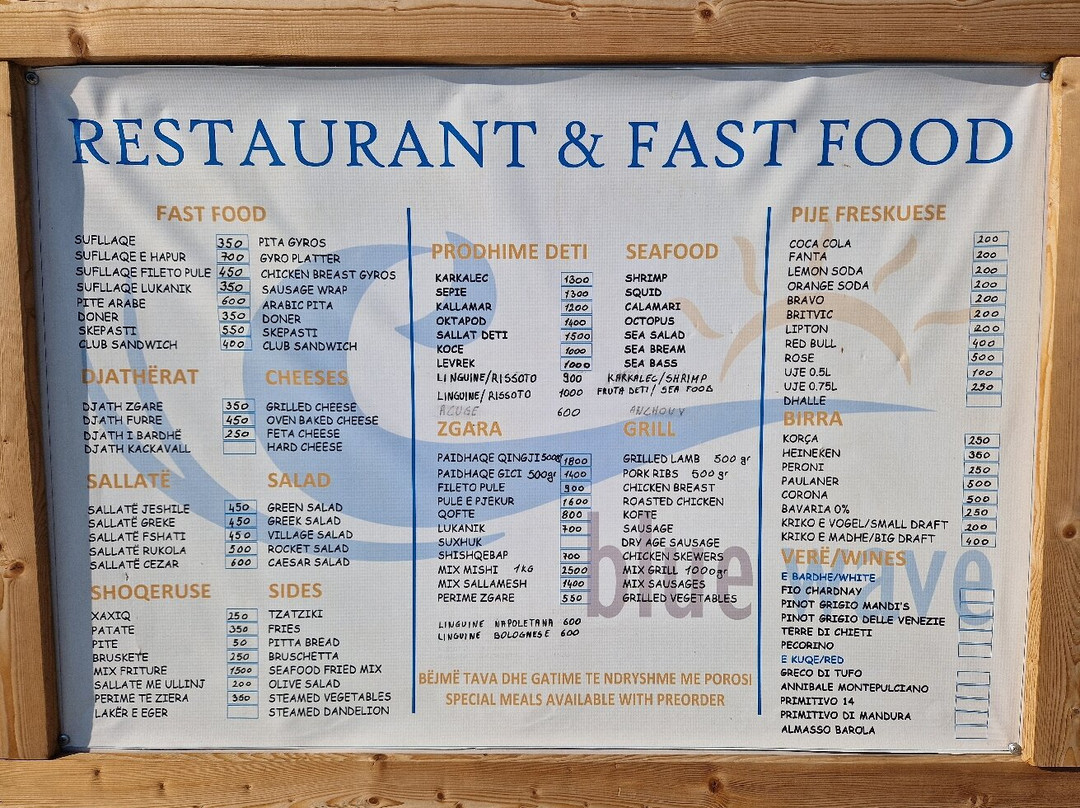 RESTAURANT & FAST FOOD
FAST FOOD
SUFLLAQE 350 PITA GYROS
SUFLLAQE E HAPUR 700 GYRO PLATTER
SUFLLAQE FILETO PULE 450 CHICKEN BREAST GYROS
SUFLLAQE LUKANIK 350 SAUSAGE WRAP
PITE ARABE 600 ARABIC PITA
DONER 350 DONER
SKEPASTI 550 SKEPASTI
CLUB SANDWICH 400 CLUB SANDWICH
DJATHËRAT CHEESES
DJATH ZGARE 350 GRILLED CHEESE
DJATH FURRE 450 OVEN BAKED CHEESE
DJATH I BARDHË 250 FETA CHEESE
DJATH KACKAVALL HARD CHEESE
SALLATË SALAD
SALLATË JESHILE 450 GREEN SALAD
SALLATË GREKE 450 GREEK SALAD
SALLATË FSHATI 450 VILLAGE SALAD
SALLATË RUKOLA 500 ROCKET SALAD
SALLATË CEZAR 600 CAESAR SALAD
SHOQERUSE SIDES
XAXIQ 250 TZATZIKI
PATATE 350 FRIES
PITE 50 PITTA BREAD
BRUSKETE 250 BRUSCHETTA
MIX FRITURE 1500 SEAFOOD FRIED MIX
SALLATE ME ULLINJ 200 OLIVE SALAD
PERIME TE ZIERA 350 STEAMED VEGETABLES
LAKËR E EGER STEAMED DANDELION
PRODHIME DETI SEAFOOD
KARKALEC 1300 SHRIMP
SEPIE 1300 SQUID
KALLAMAR 1200 CALAMARI
OKTAPOD 1400 OCTOPUS
SALLAT DETI 1500 SEA SALAD
KOCE 1000 SEA BREAM
LEVREK 1000 SEA BASS
LINGUINE/RISSOTO 900 KARKALEC/SHRIMP
LINGUINE/RISSOTO 1000 FRUTA DETI/SEA FOOD
AZUGE 600 ANCHOUY
ZGARA GRILL
PAIDHAQE QINGJI 500gr 1800 GRILLED LAMB 500 gr
PAIDHAQE GICI 500gr 1400 PORK RIBS 500 gr
FILETO PULE 900 CHICKEN BREAST
PULE E PJEKUR 1600 ROASTED CHICKEN
QOFTE 800 KOFTE
LUKANIK 700 SAUSAGE
SUXHUK DRY AGE SAUSAGE
SHISHQEBAP 700 CHICKEN SKEWERS
MIX MISHI 1KG 2500 MIX GRILL 1000gr
MIX SALLAMESH 1400 MIX SAUSAGES
PERIME ZGARE 550 GRILLED VEGETABLES
LINGUINE NAPOLETANA 600
LINGUINE BOLOGNESE 600
BËJMË TAVA DHE GATIME TE NDRYSHME ME POROSI
SPECIAL MEALS AVAILABLE WITH PREORDER
PIJE FRESKUESE
COCA COLA 200
FANTA 200
LEMON SODA 200
ORANGE SODA 200
BRAVO 200
BRITVIC 200
LIPTON 200
RED BULL 400
ROSE 500
UJE 0.5L 100
UJE 0.75L 250
DHALLE
BIRRA
KORÇA 250
HEINEKEN 350
PERONI 250
PAULANER 500
CORONA 500
BAVARIA 0% 250
KRIKO E VOGEL/SMALL DRAFT 200
KRIKO E MADHE/BIG DRAFT 400
VERË/WINES
E BARDHE/WHITE
FIO CHARDNAY
PINOT GRIGIO MANDI'S
PINOT GRIGIO DELLE VENEZIE
TERRE DI CHIETI
PECORINO
E KUQE/RED
GRECO DI TUFO
ANNIBALE MONTEPULCIANO
PRIMITIVO 14
PRIMITIVO DI MANDURA
ALMASSO BAROLA
blue wave